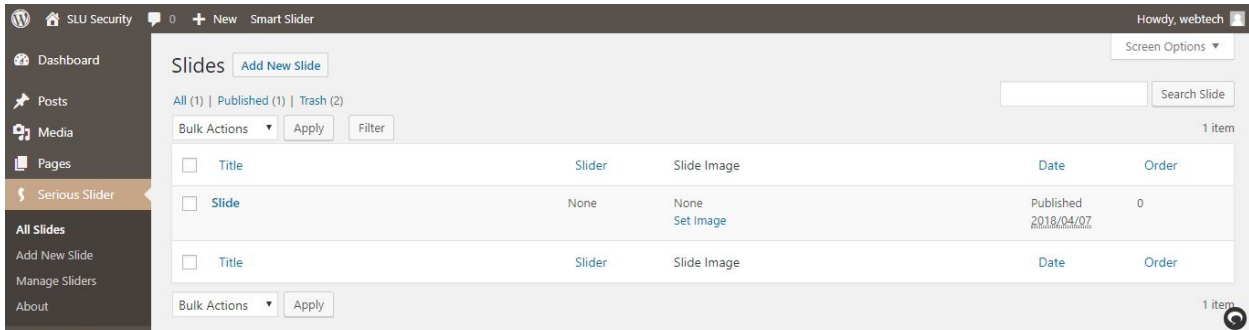 SLU Security 0 New Smart Slider Howdy, webtech
Screen Options ▼
Dashboard
Posts
Media
Pages
Serious Slider
All Slides
Add New Slide
Manage Sliders
About
Slides Add New Slide
All (1) | Published (1) | Trash (2)
Search Slide
Bulk Actions ▼ Apply Filter 1 item
Title Slider Slide Image Date Order
Slide None None Published 0
Set Image 2018/04/07
Title Slider Slide Image Date Order
Bulk Actions ▼ Apply 1 item